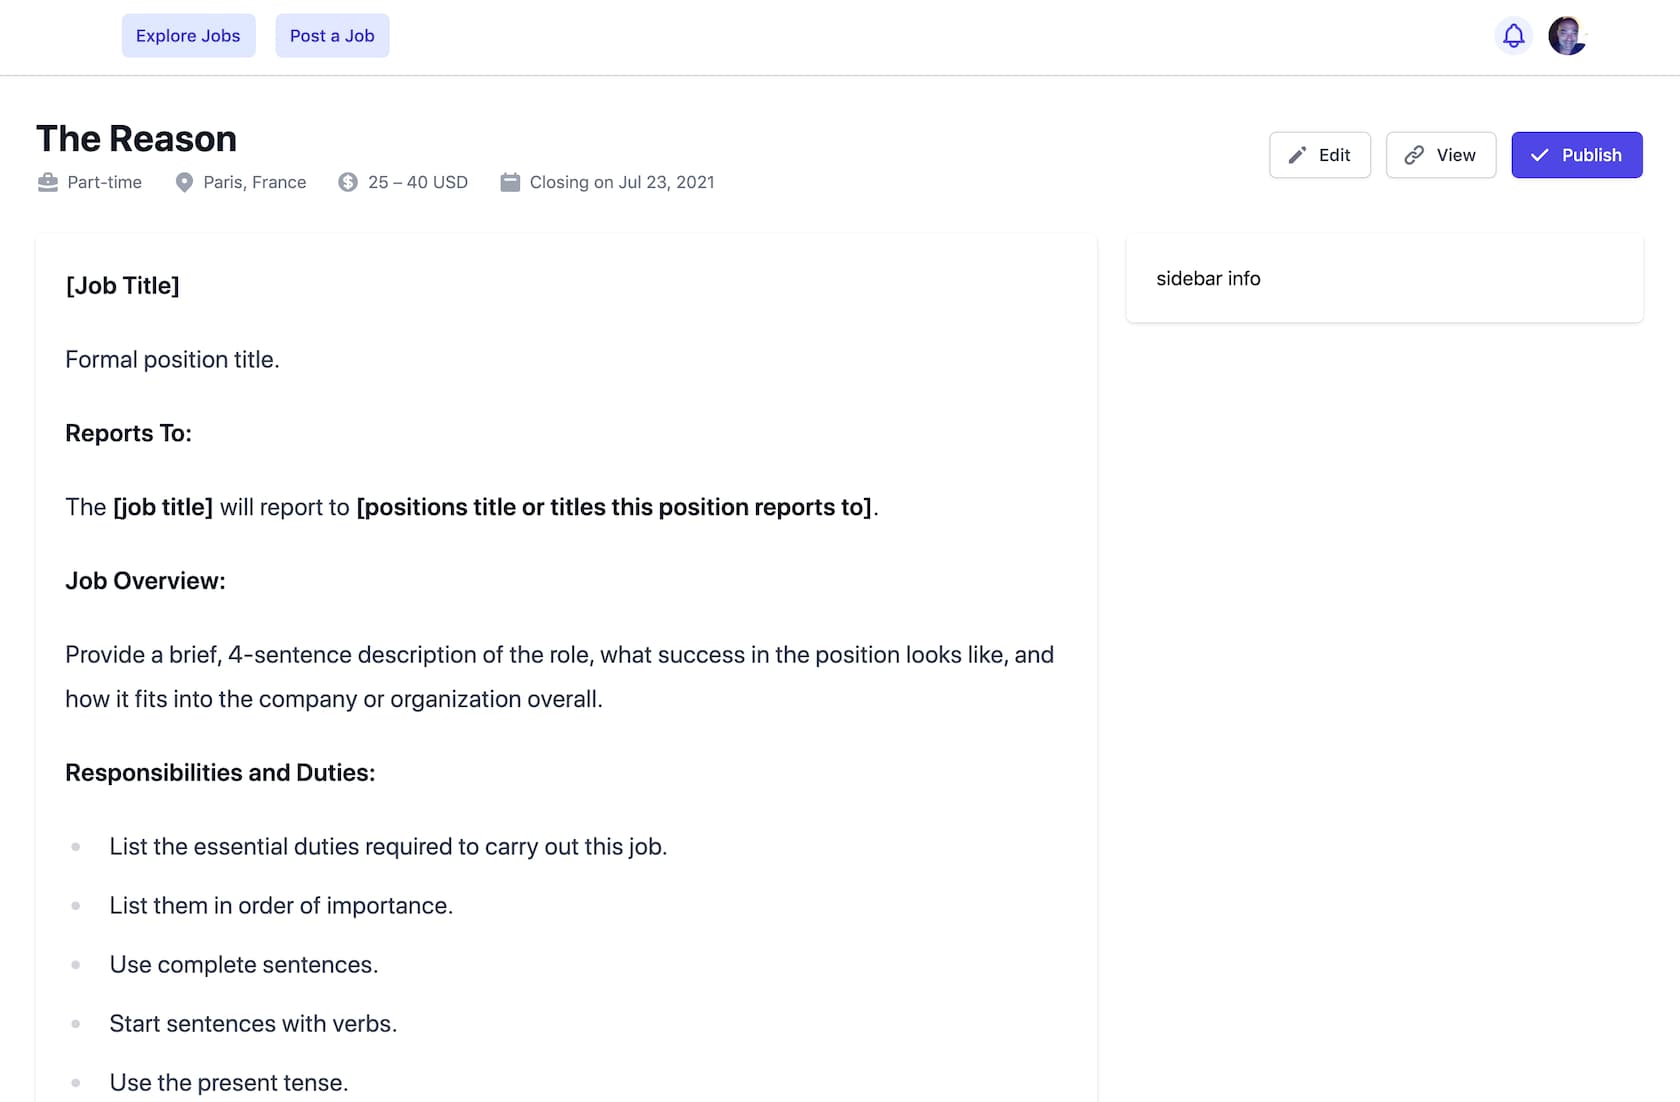 Explore Jobs
Post a Job
The Reason
Part-time
Paris, France
25 – 40 USD
Closing on Jul 23, 2021
Edit
View
Publish
[Job Title]
Formal position title.
Reports To:
The [job title] will report to [positions title or titles this position reports to].
Job Overview:
Provide a brief, 4-sentence description of the role, what success in the position looks like, and
how it fits into the company or organization overall.
Responsibilities and Duties:
List the essential duties required to carry out this job.
List them in order of importance.
Use complete sentences.
Start sentences with verbs.
Use the present tense.
sidebar info